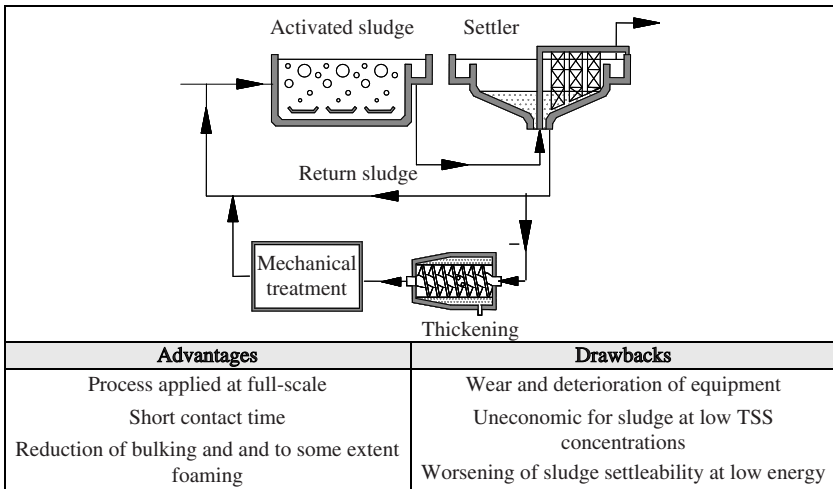 Activated sludge Settler
Return sludge
Mechanical
treatment
Thickening
Advantages Drawbacks
Process applied at full-scale Wear and deterioration of equipment
Short contact time Uneconomic for sludge at low TSS
concentrations
Reduction of bulking and and to some extent
foaming
Worsening of sludge settleability at low energy